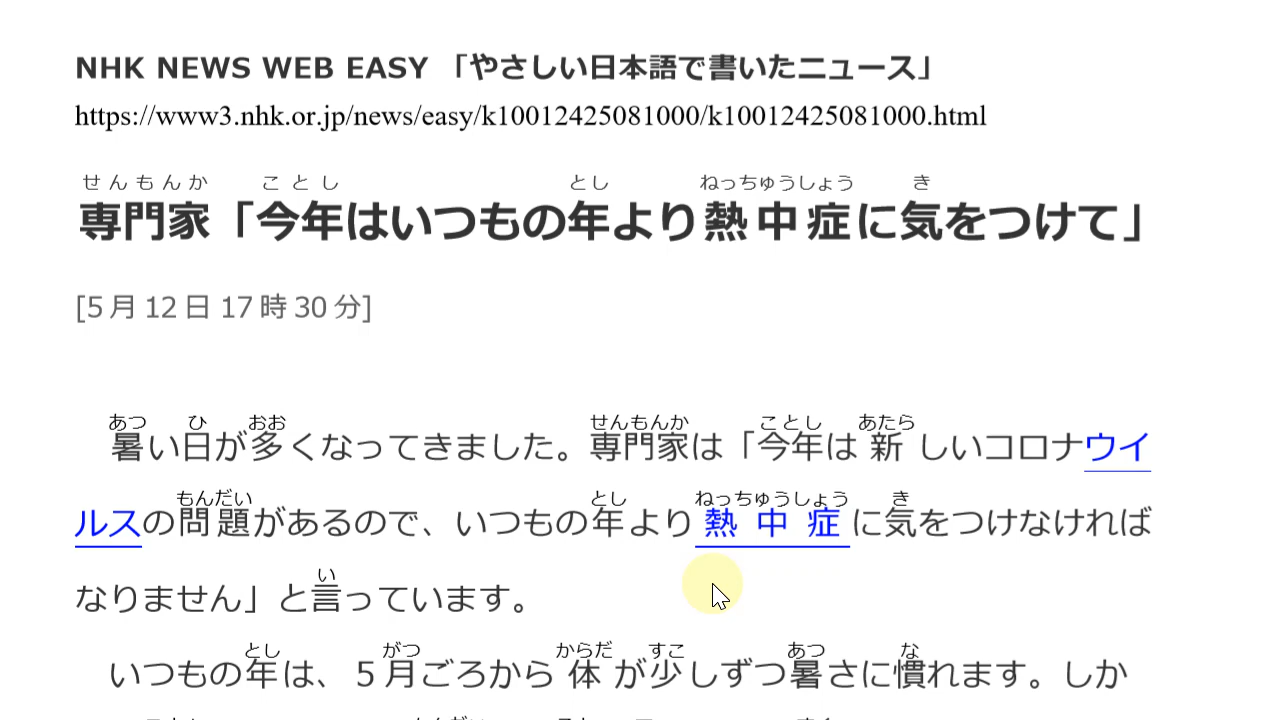 NHK NEWS WEB EASY 「やさしい日本語で書いたニュース」
https://www3.nhk.or.jp/news/easy/k10012425081000/k10012425081000.html
せんもんか ことし とし ねっちゅうしょう き
専門家「今年はいつもの年より熱中症に気をつけて」
[5月12日17時30分]
あつ ひ おお せんもんか ことし あたら
暑い日が多くなってきました。専門家は「今年は新しいコロナウイ
もんだい とし ねっちゅうしょう き
ルスの問題があるので、いつもの年より熱中症に気をつけなければ
い
なりません」と言っています。
とし がつ からだ すこ あつ な
いつもの年は、5月ごろから体が少しずつ暑さに慣れます。しか